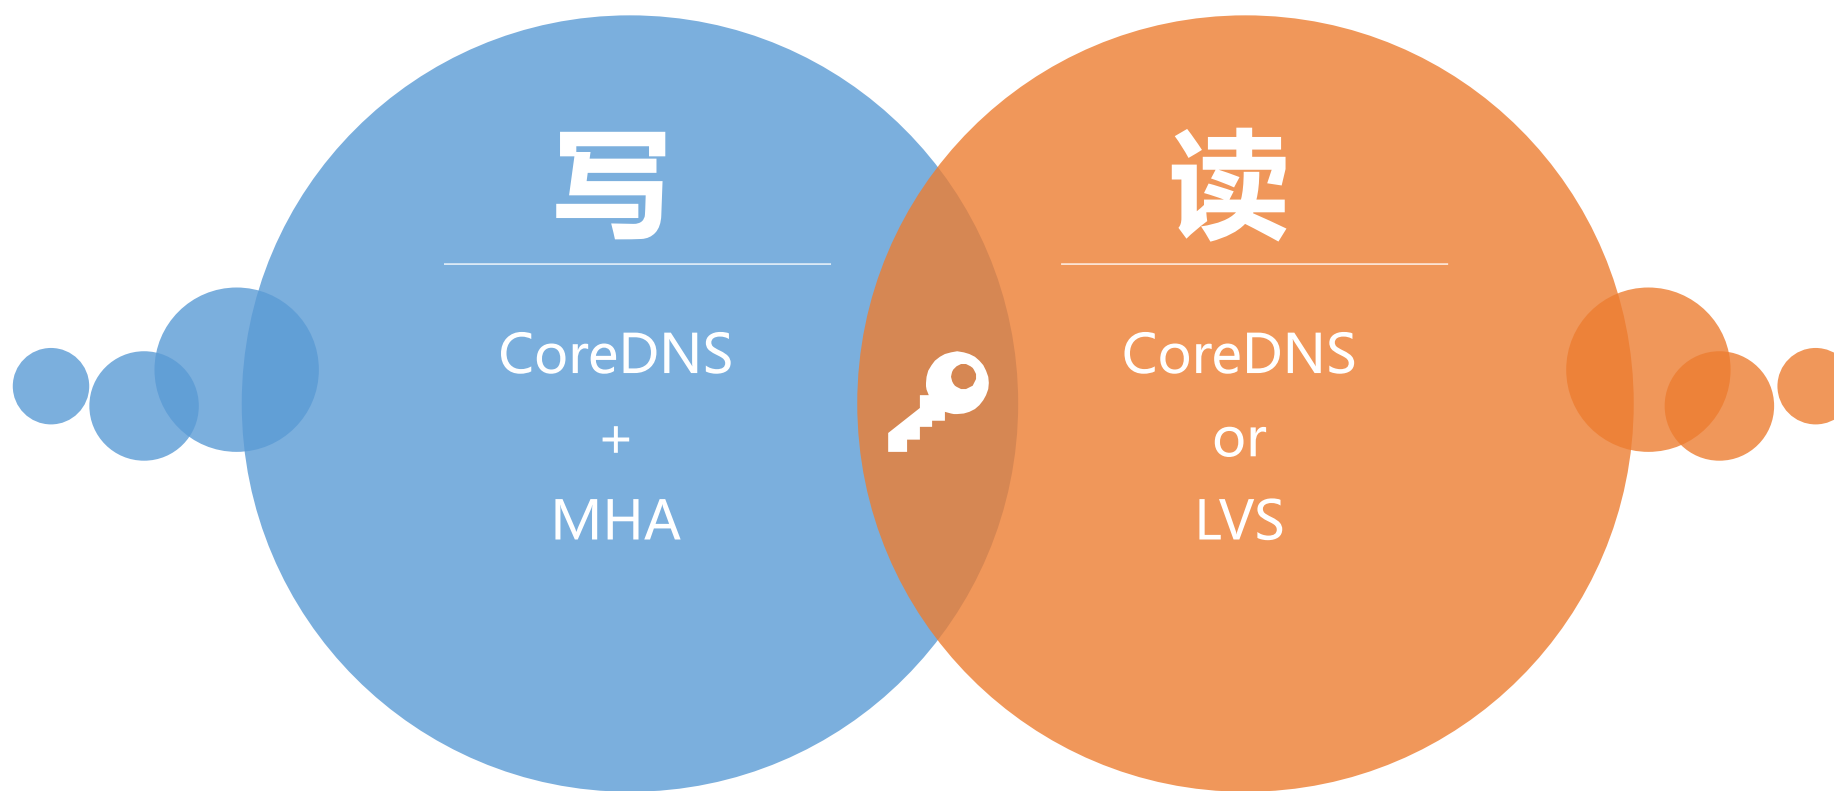 写
CoreDNS
+
MHA
读
CoreDNS
or
LVS